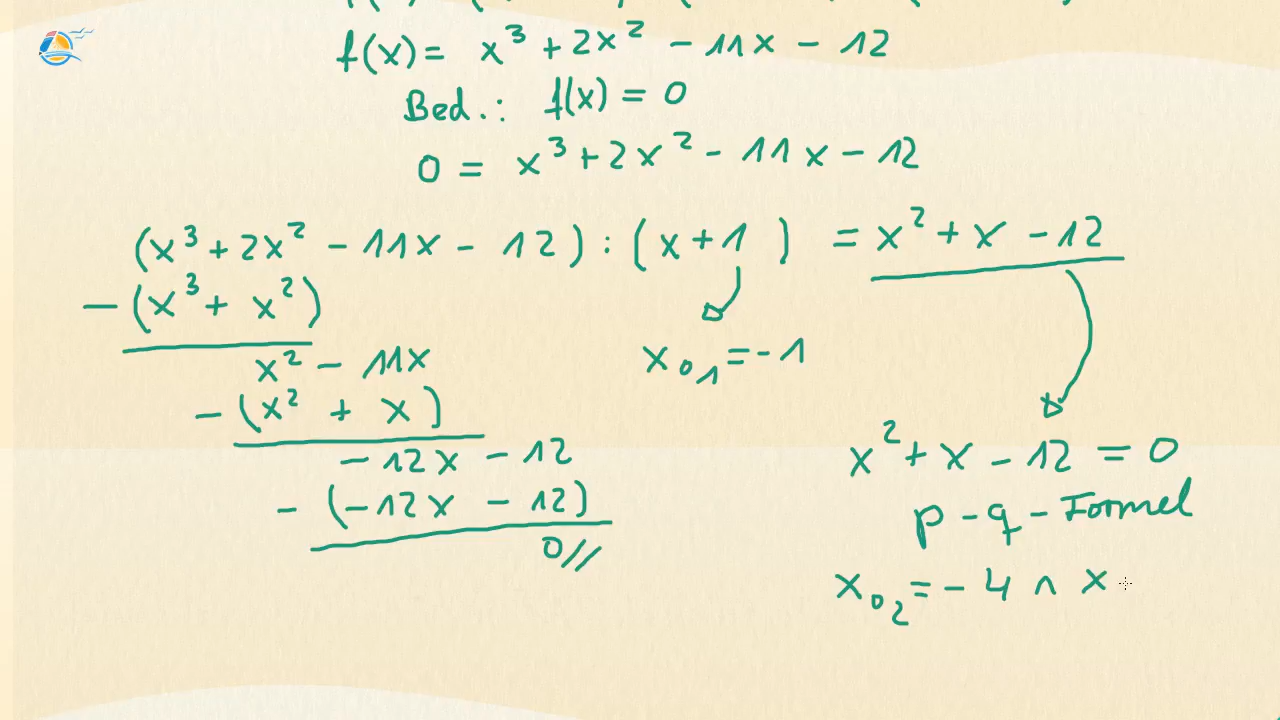 f(x) = x³ + 2x² - 11x - 12
Bed.: f(x) = 0
0 = x³ + 2x² - 11x - 12
(x³ + 2x² - 11x - 12) : (x + 1) = x² + x - 12
- (x³ + x²)
x² - 11x
x₀₁ = -1
- (x² + x)
-12x - 12
x² + x - 12 = 0
- (-12x - 12)
p-q-Formel
0//
x₀₂ = -4 ∧ x